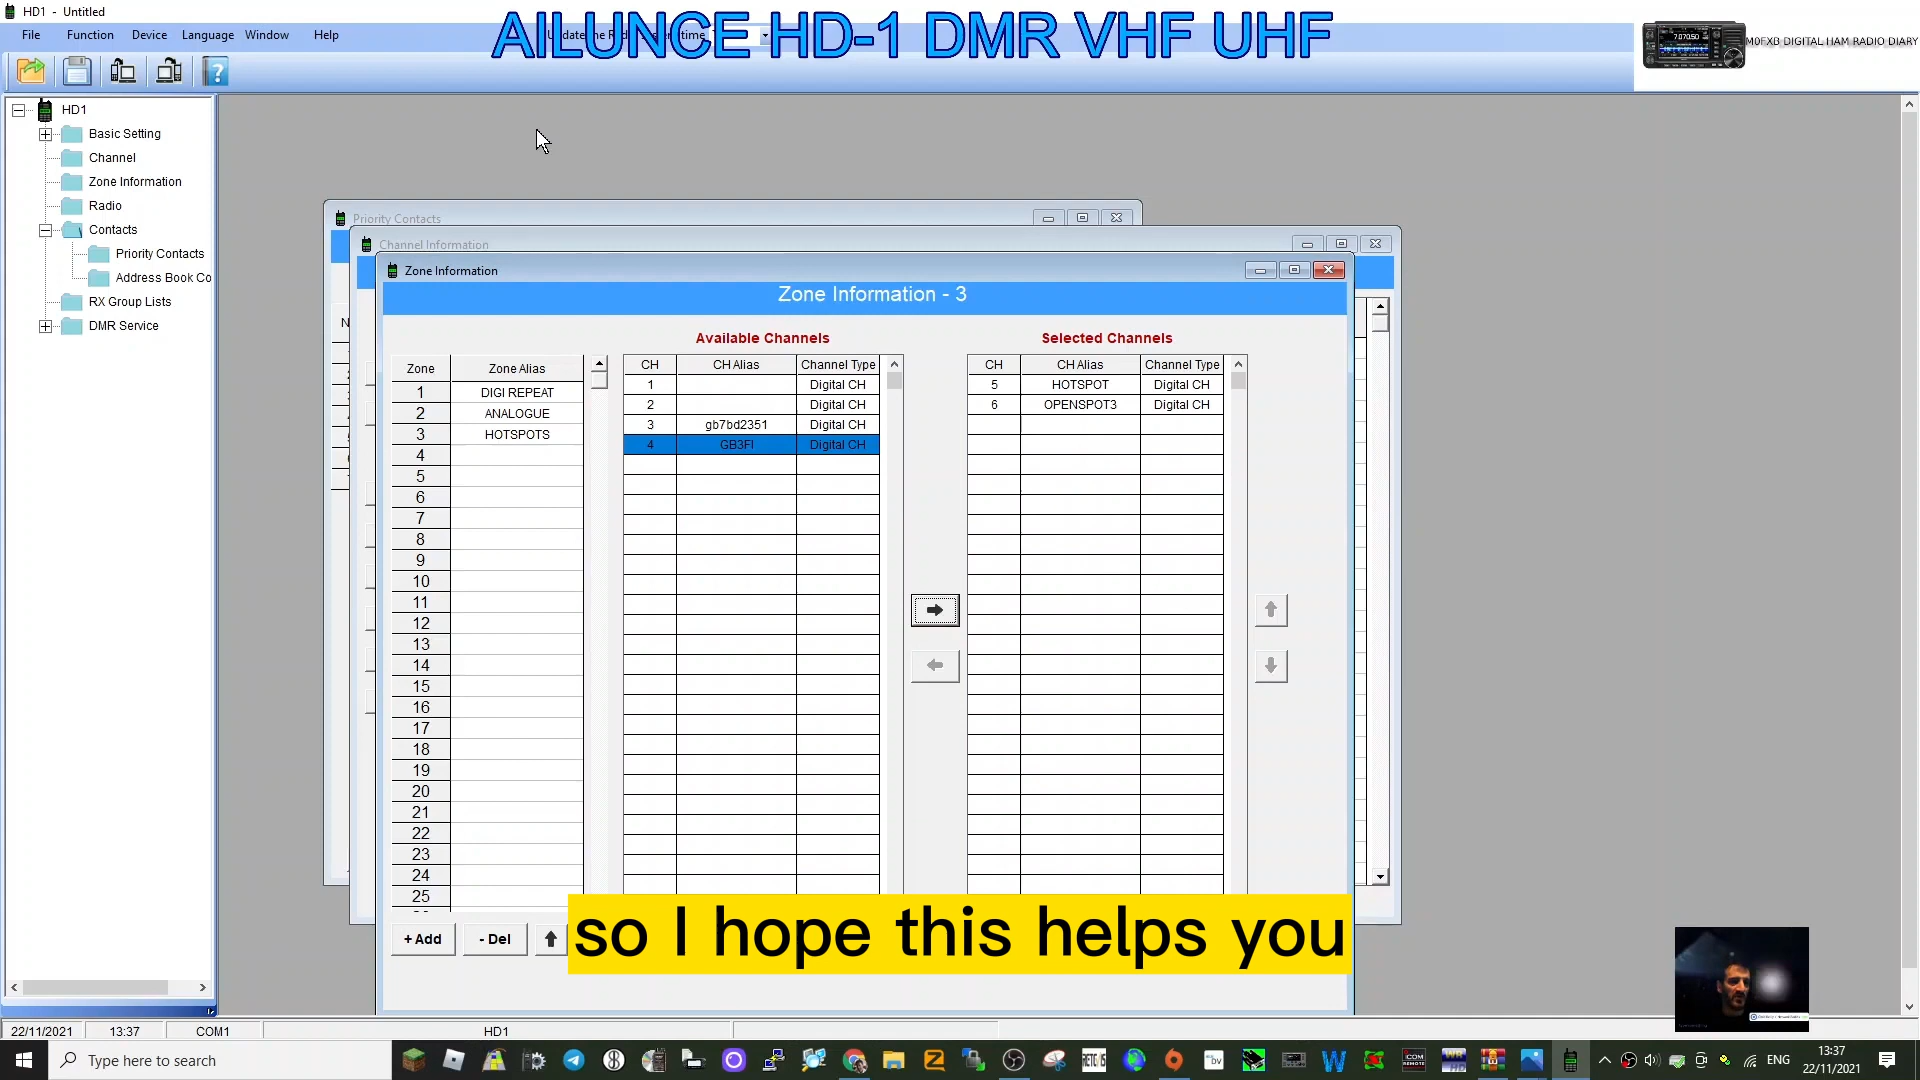 HD1 - Untitled
AILUNCE HD-1 DMR VHF UHF
File Function Device Language Window Help
M0FXB DIGITAL HAM RADIO DIARY
HD1
Basic Setting
Channel
Zone Information
Radio
Contacts
Priority Contacts
Address Book Co
RX Group Lists
DMR Service
Priority Contacts
Channel Information
Zone Information
Zone Information - 3
Available Channels
Selected Channels
Zone Zone Alias
1 DIGI REPEAT
2 ANALOGUE
3 HOTSPOTS
4
5
6
7
8
9
10
11
12
13
14
15
16
17
18
19
20
21
22
23
24
25
CH CH Alias Channel Type
1 Digital CH
2 Digital CH
3 gb7bd2351 Digital CH
4 GB3FI Digital CH
CH CH Alias Channel Type
5 HOTSPOT Digital CH
6 OPENSPOT3 Digital CH
+ Add - Del
so I hope this helps you
22/11/2021 13:37 COM1 HD1
Type here to search
ENG
13:37
22/11/2021